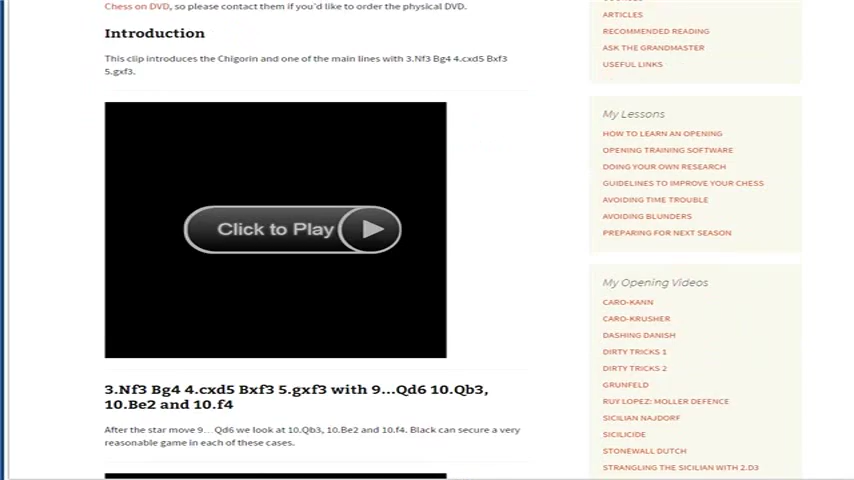 Chess on DVD, so please contact them if you'd like to order the physical DVD.
Introduction
This clip introduces the Chigorin and one of the main lines with 3.Nf3 Bg4 4.cxd5 Bxf3
5.gxf3.
Click to Play
3.Nf3 Bg4 4.cxd5 Bxf3 5.gxf3 with 9...Qd6 10.Qb3,
10.Be2 and 10.f4
After the star move 9...Qd6 we look at 10.Qb3, 10.Be2 and 10.f4. Black can secure a very
reasonable game in each of these cases.
ARTICLES
RECOMMENDED READING
ASK THE GRANDMASTER
USEFUL LINKS
My Lessons
HOW TO LEARN AN OPENING
OPENING TRAINING SOFTWARE
DOING YOUR OWN RESEARCH
GUIDELINES TO IMPROVE YOUR CHESS
AVOIDING TIME TROUBLE
AVOIDING BLUNDERS
PREPARING FOR NEXT SEASON
My Opening Videos
CARO-KANN
CARO-KRUSHER
DASHING DANISH
DIRTY TRICKS 1
DIRTY TRICKS 2
GRUNFELD
RUY LOPEZ: MOLLER DEFENCE
SICILIAN NAJDORF
SICILICIDE
STONEWALL DUTCH
STRANGLING THE SICILIAN WITH 2.D3